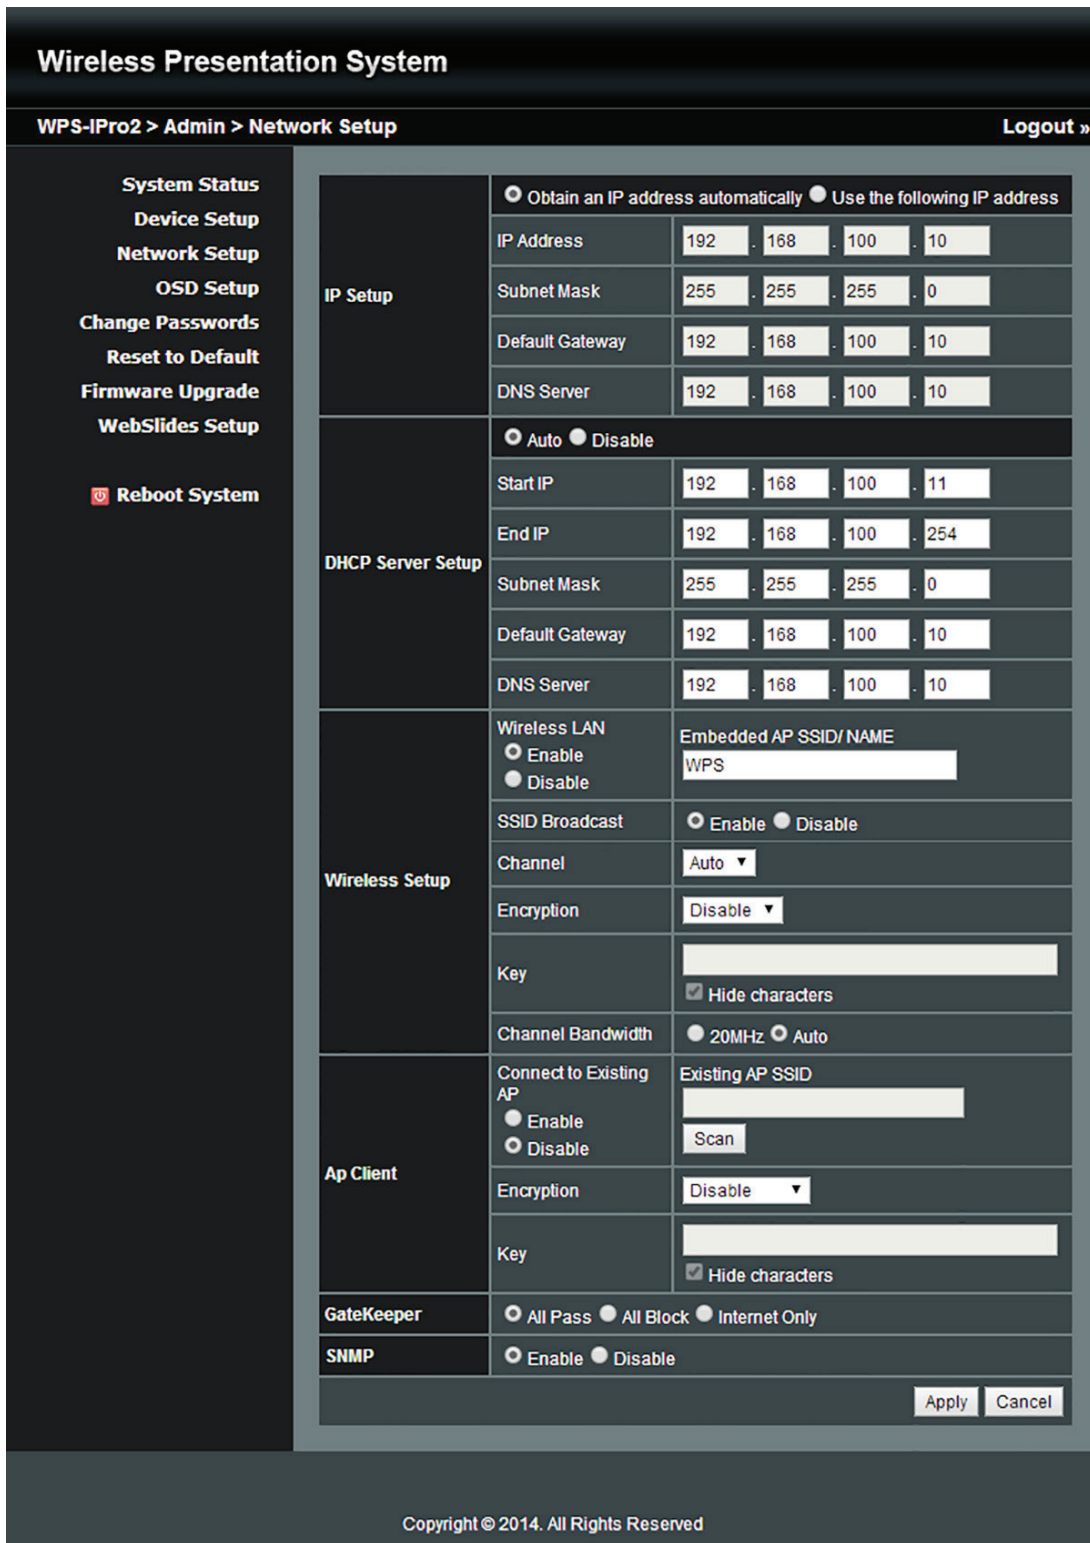 Wireless Presentation System
WPS-IPro2 > Admin > Network Setup
Logout »
System Status
Device Setup
Network Setup
OSD Setup
Change Passwords
Reset to Default
Firmware Upgrade
WebSlides Setup
Reboot System
IP Setup
Obtain an IP address automatically Use the following IP address
IP Address 192 . 168 . 100 . 10
Subnet Mask 255 . 255 . 255 . 0
Default Gateway 192 . 168 . 100 . 10
DNS Server 192 . 168 . 100 . 10
DHCP Server Setup
Auto Disable
Start IP 192 . 168 . 100 . 11
End IP 192 . 168 . 100 . 254
Subnet Mask 255 . 255 . 255 . 0
Default Gateway 192 . 168 . 100 . 10
DNS Server 192 . 168 . 100 . 10
Wireless Setup
Wireless LAN
Enable
Disable
Embedded AP SSID/ NAME
WPS
SSID Broadcast Enable Disable
Channel Auto
Encryption Disable
Key
Hide characters
Channel Bandwidth 20MHz Auto
Ap Client
Connect to Existing
AP
Enable
Disable
Existing AP SSID
Scan
Encryption Disable
Key
Hide characters
GateKeeper All Pass All Block Internet Only
SNMP Enable Disable
Apply Cancel
Copyright © 2014. All Rights Reserved